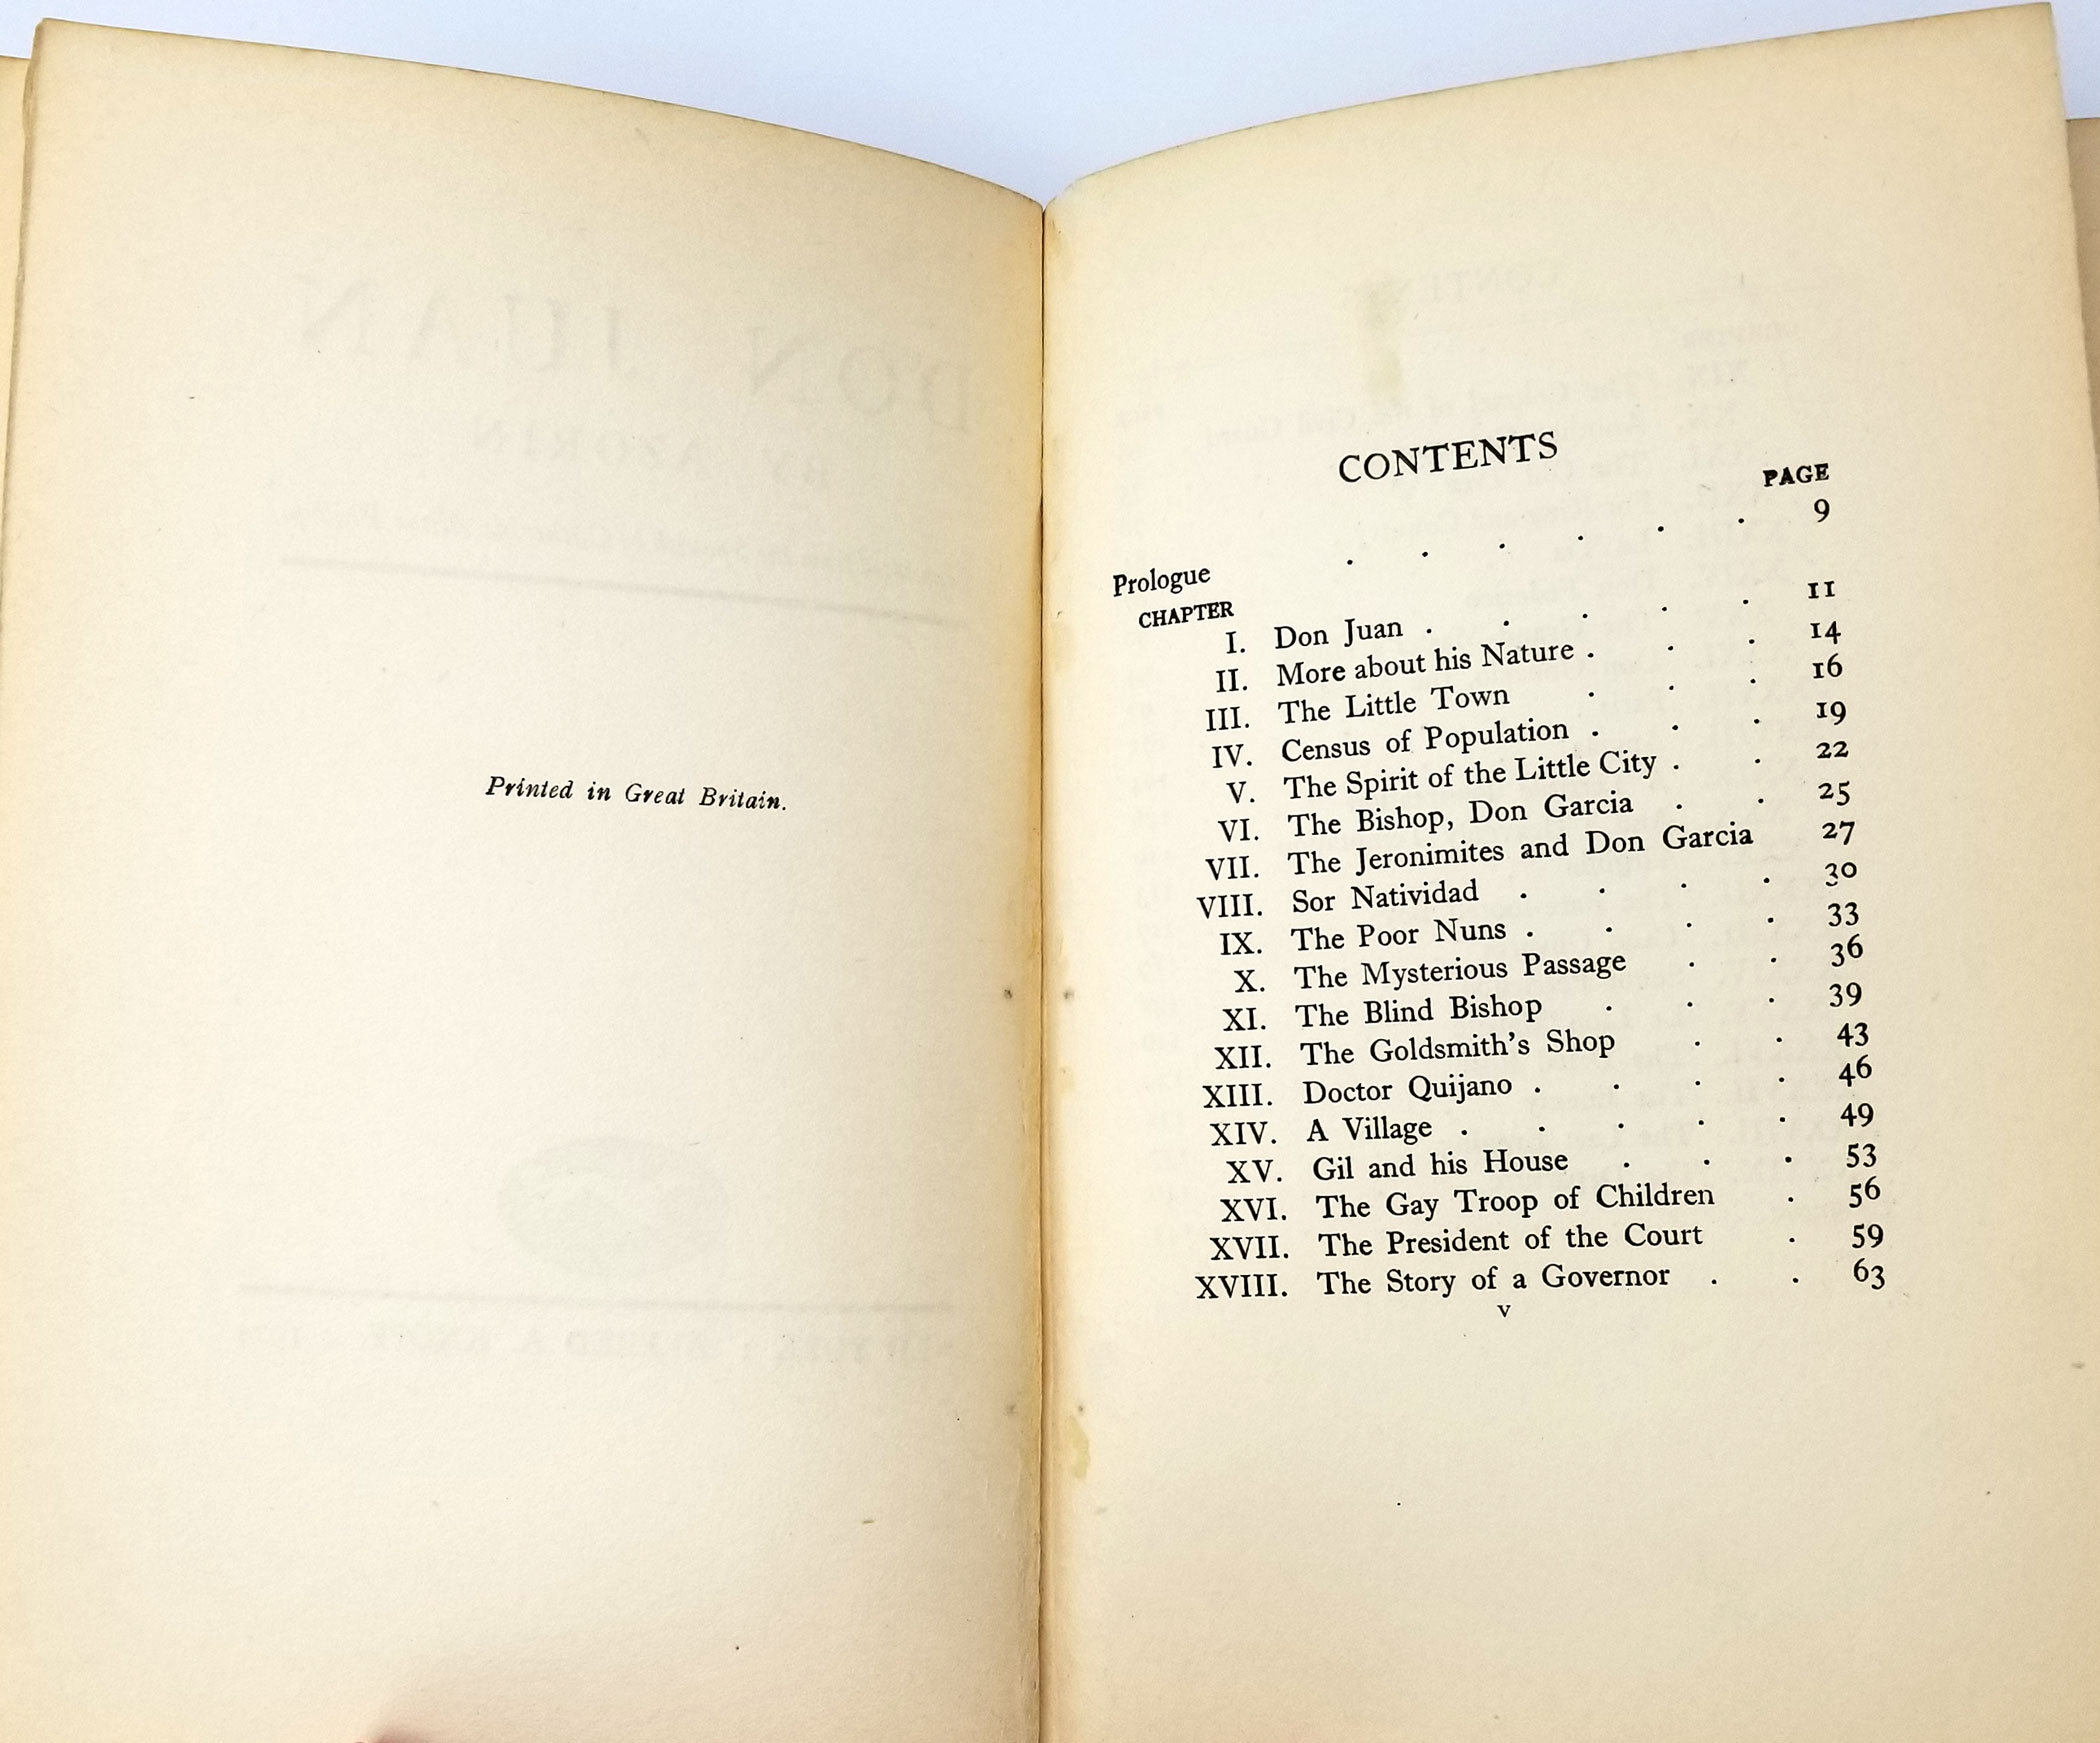 Printed in Great Britain.
CONTENTS
PAGE
Prologue . . . . . . 9
CHAPTER
I. Don Juan . . . . . 11
II. More about his Nature . . . 14
III. The Little Town . . . 16
IV. Census of Population . . . 19
V. The Spirit of the Little City . . 22
VI. The Bishop, Don Garcia . . 25
VII. The Jeronimites and Don Garcia 27
VIII. Sor Natividad . . . . 30
IX. The Poor Nuns . . . . 33
X. The Mysterious Passage . . 36
XI. The Blind Bishop . . . 39
XII. The Goldsmith's Shop . . 43
XIII. Doctor Quijano . . . . 46
XIV. A Village . . . . . 49
XV. Gil and his House . . . 53
XVI. The Gay Troop of Children . 56
XVII. The President of the Court . 59
XVIII. The Story of a Governor . . 63
v